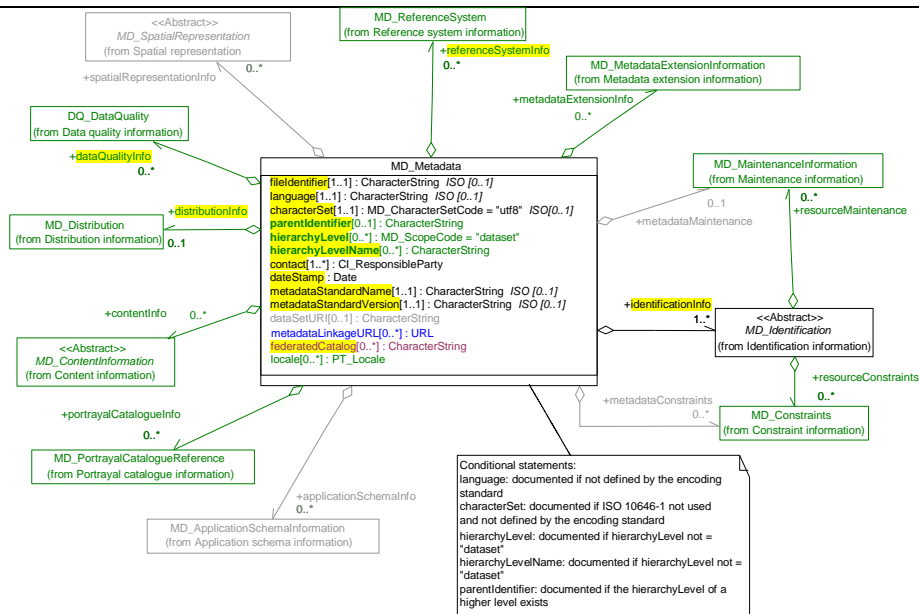 <<Abstract>>
MD_SpatialRepresentation
(from Spatial representation
0..*
+spatialRepresentationInfo
MD_ReferenceSystem
(from Reference system information)
+referenceSystemInfo
0..*
MD_MetadataExtensionInformation
(from Metadata extension information)
+metadataExtensionInfo
0..*
DQ_DataQuality
(from Data quality information)
+dataQualityInfo
0..*
MD_Distribution
(from Distribution information)
+distributionInfo
0..1
MD_Metadata
fileIdentifier[1..1] : CharacterString ISO [0..1]
language[1..1] : CharacterString ISO [0..1]
characterSet[1..1] : MD_CharacterSetCode = "utf8" ISO[0..1]
parentIdentifier[0..1] : CharacterString
hierarchyLevel[0..*] : MD_ScopeCode = "dataset"
hierarchyLevelName[0..*] : CharacterString
contact[1..*] : CI_ResponsibleParty
dateStamp : Date
metadataStandardName[1..1] : CharacterString ISO [0..1]
metadataStandardVersion[1..1] : CharacterString ISO [0..1]
dataSetURI[0..1] : CharacterString
metadataLinkageURL[0..*] : URL
federatedCatalog[0..*] : CharacterString
locale[0..*] : PT_Locale
MD_MaintenanceInformation
(from Maintenance information)
0..1
+metadataMaintenance
0..*
+resourceMaintenance
+identificationInfo
1..*
<<Abstract>>
MD_Identification
(from Identification information)
+contentInfo 0..*
<<Abstract>>
MD_ContentInformation
(from Content information)
+resourceConstraints
0..*
+metadataConstraints
0..*
MD_Constraints
(from Constraint information)
+portrayalCatalogueInfo
0..*
MD_PortrayalCatalogueReference
(from Portrayal catalogue information)
+applicationSchemaInfo
0..*
MD_ApplicationSchemaInformation
(from Application schema information)
Conditional statements:
language: documented if not defined by the encoding
standard
characterSet: documented if ISO 10646-1 not used
and not defined by the encoding standard
hierarchyLevel: documented if hierarchyLevel not =
"dataset"
hierarchyLevelName: documented if hierarchyLevel not =
"dataset"
parentIdentifier: documented if the hierarchyLevel of a
higher level exists